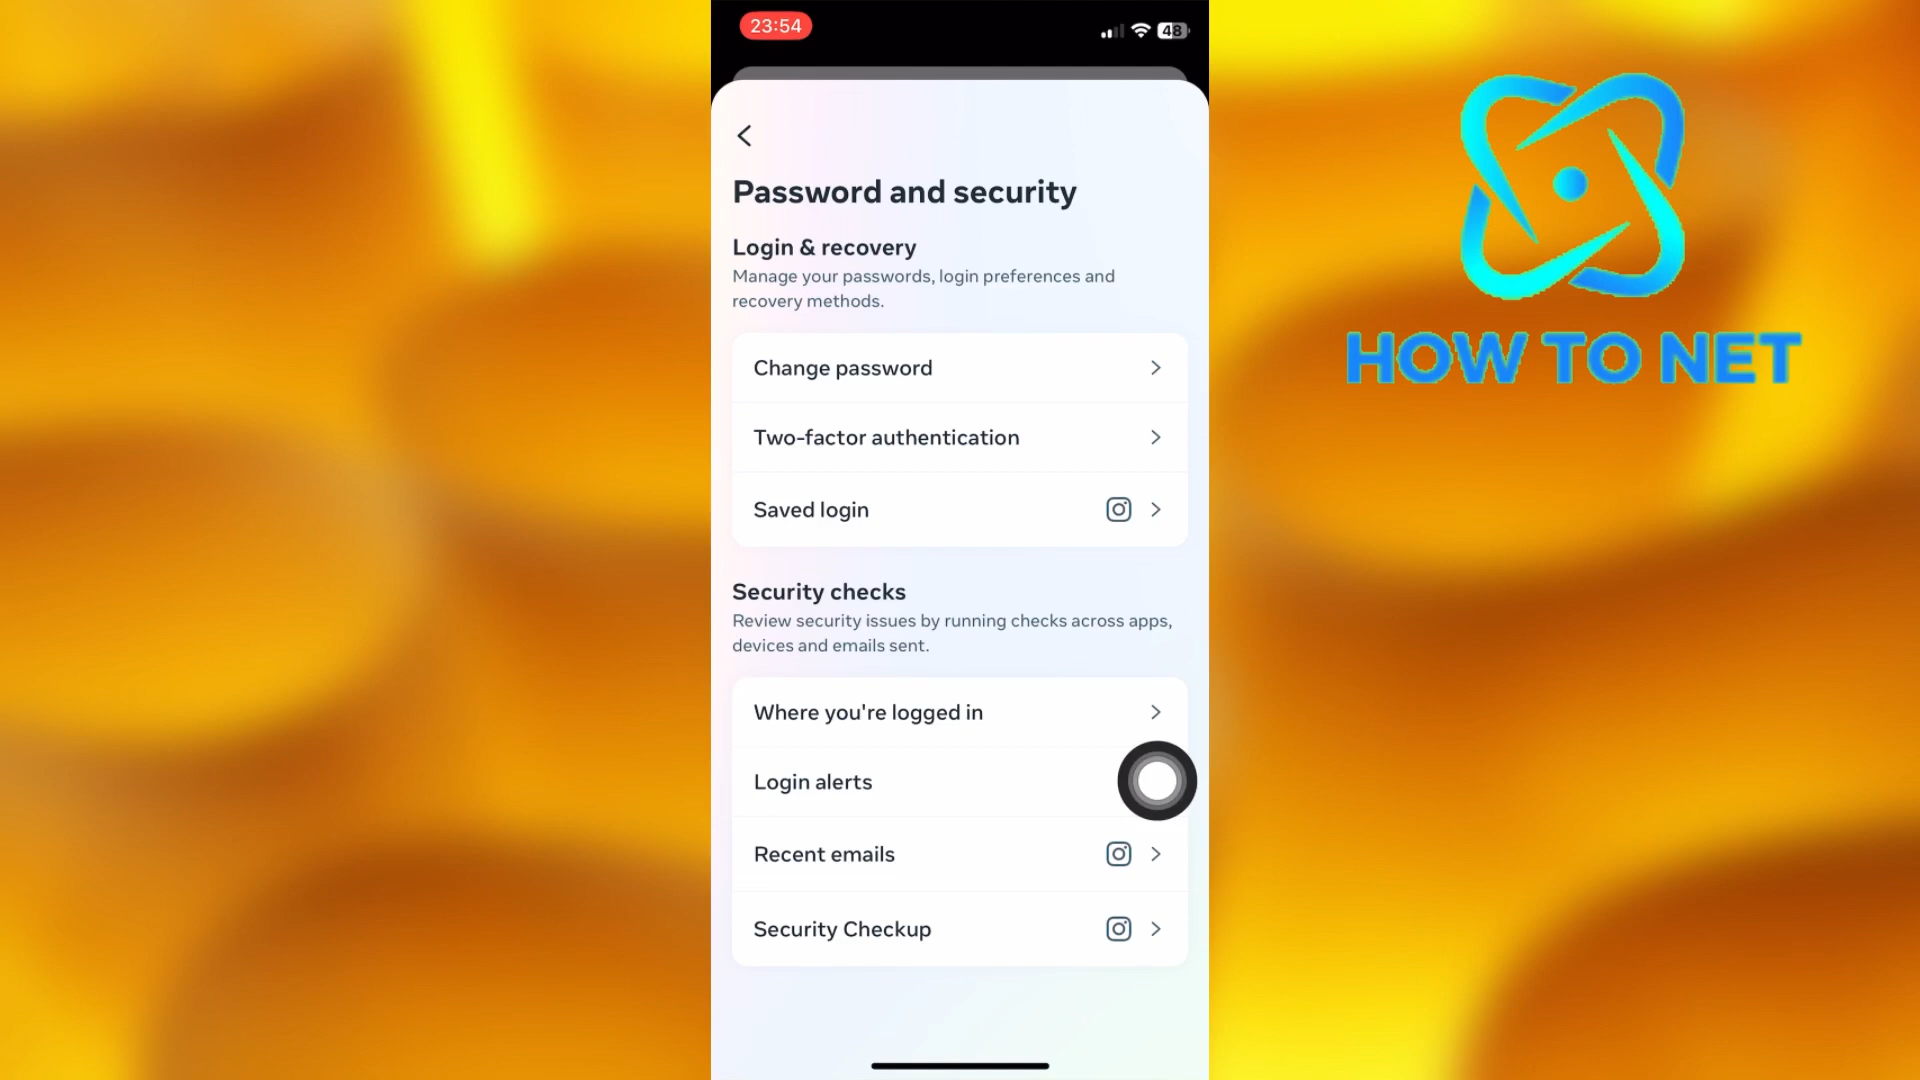 23:54
48
Password and security
Login & recovery
Manage your passwords, login preferences and
recovery methods.
Change password
Two-factor authentication
Saved login
Security checks
Review security issues by running checks across apps,
devices and emails sent.
Where you're logged in
Login alerts
Recent emails
Security Checkup
HOW TO NET